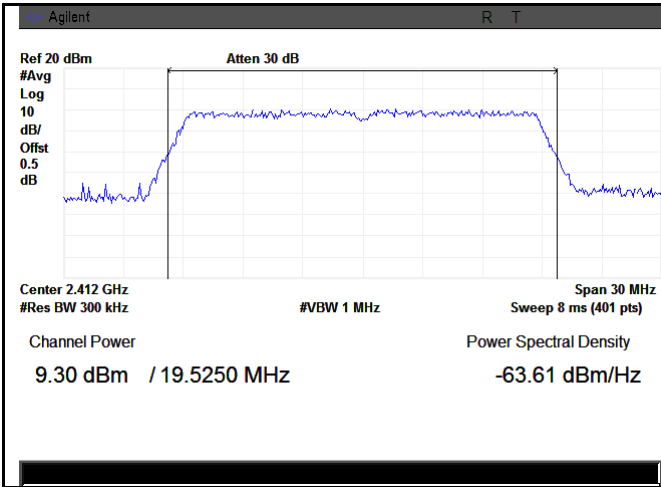 Agilent R T
Ref 20 dBm Atten 30 dB
#Avg
Log
10
dB/
Offst
0.5
dB
Center 2.412 GHz Span 30 MHz
#Res BW 300 kHz #VBW 1 MHz Sweep 8 ms (401 pts)
Channel Power Power Spectral Density
9.30 dBm / 19.5250 MHz -63.61 dBm/Hz